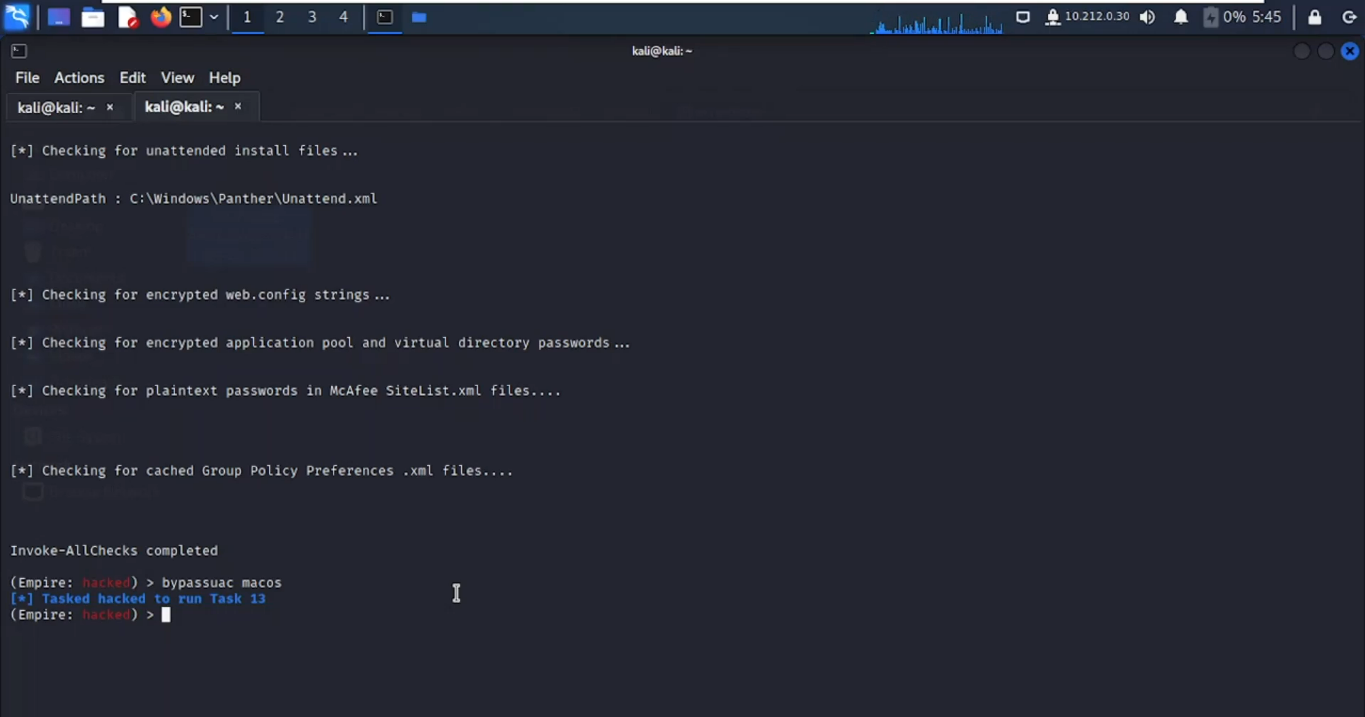 1 2 3 4 10.212.0.30 0% 5:45
kali@kali: ~
File Actions Edit View Help
kali@kali: ~ × kali@kali: ~ ×
[*] Checking for unattended install files...
UnattendPath : C:\Windows\Panther\Unattend.xml
[*] Checking for encrypted web.config strings...
[*] Checking for encrypted application pool and virtual directory passwords...
[*] Checking for plaintext passwords in McAfee SiteList.xml files....
[*] Checking for cached Group Policy Preferences .xml files....
Invoke-AllChecks completed
(Empire: hacked) > bypassuac macos
[*] Tasked hacked to run Task 13
(Empire: hacked) >